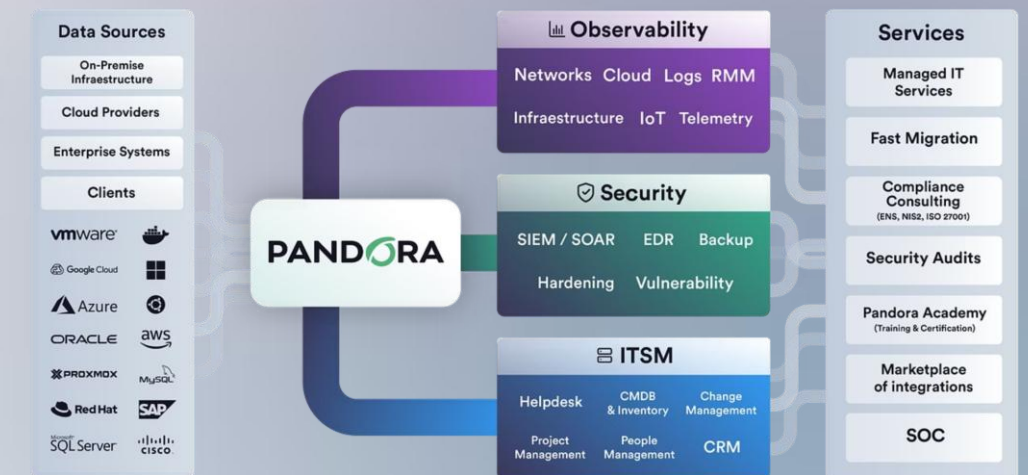 Data Sources
On-Premise
Infrastructure
Cloud Providers
Enterprise Systems
Clients
vmware
Google Cloud
Azure
ORACLE
aws
PROXMOX
MySQL
Red Hat
SAP
Microsoft
SQL Server
CISCO
PANDORA
Observability
Networks Cloud Logs RMM
Infraestructure IoT Telemetry
Security
SIEM / SOAR EDR Backup
Hardening Vulnerability
ITSM
Helpdesk
CMDB
& Inventory
Change
Management
Project
Management
People
Management
CRM
Services
Managed IT
Services
Fast Migration
Compliance
Consulting
(ENS, NIS2, ISO 27001)
Security Audits
Pandora Academy
(Training & Certification)
Marketplace
of integrations
SOC